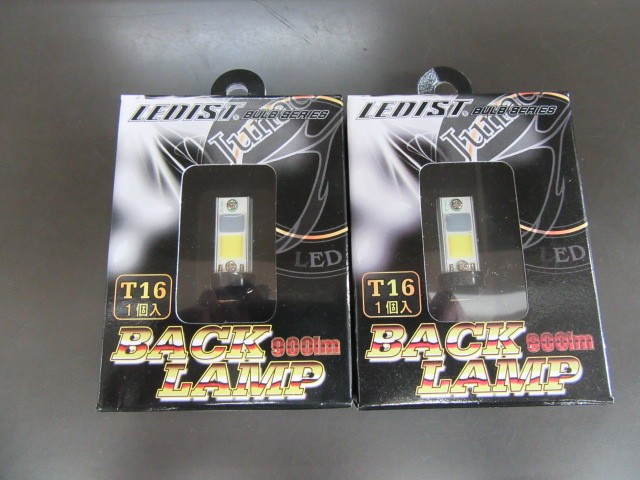 LEDIST. BULB SERIES
LED
T16
1個入
BACK
900lm
LAMP
LEDIST. BULB SERIES
LED
T16
1個入
BACK
900lm
LAMP